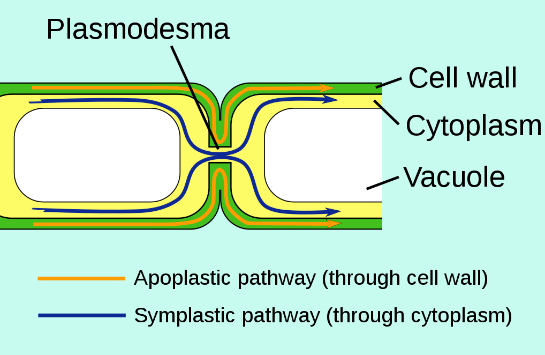 Plasmodesma
Cell wall
Cytoplasm
Vacuole
Apoplastic pathway (through cell wall)
Symplastic pathway (through cytoplasm)